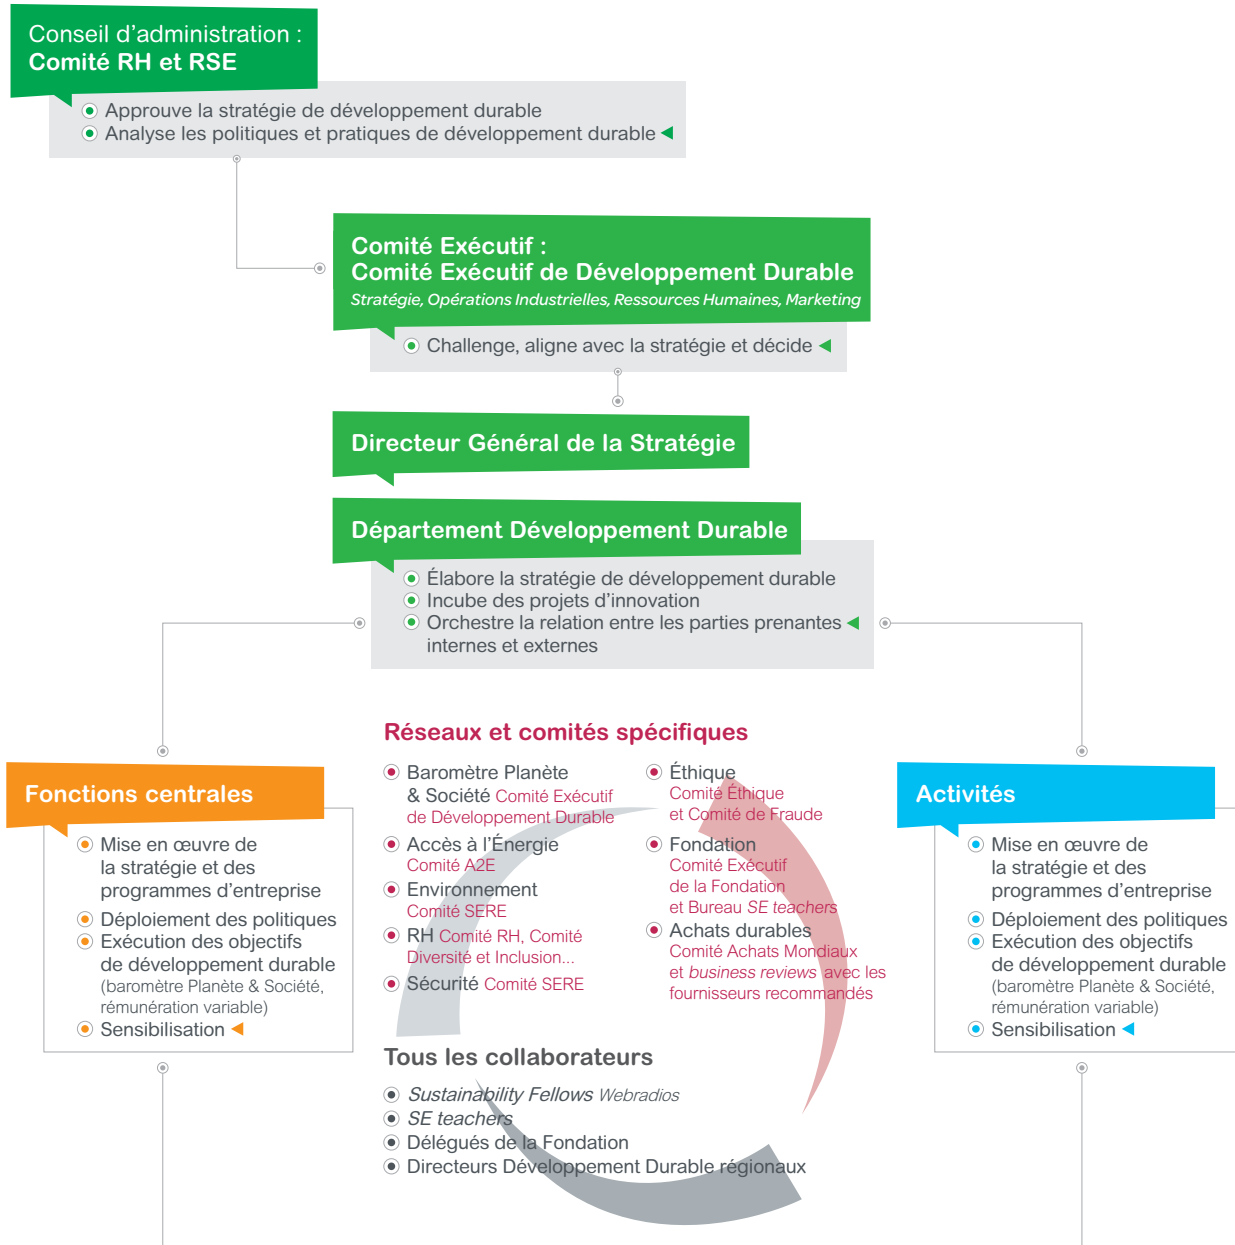 Conseil d’administration :
Comité RH et RSE
Approuve la stratégie de développement durable
Analyse les politiques et pratiques de développement durable
Comité Exécutif :
Comité Exécutif de Développement Durable
Stratégie, Opérations Industrielles, Ressources Humaines, Marketing
Challenge, aligne avec la stratégie et décide
Directeur Général de la Stratégie
Département Développement Durable
Élabore la stratégie de développement durable
Incube des projets d’innovation
Orchestre la relation entre les parties prenantes
internes et externes
Fonctions centrales
Mise en œuvre de
la stratégie et des
programmes d’entreprise
Déploiement des politiques
Exécution des objectifs
de développement durable
(baromètre Planète & Société,
rémunération variable)
Sensibilisation
Réseaux et comités spécifiques
Baromètre Planète
& Société Comité Exécutif
de Développement Durable
Accès à l’Énergie
Comité A2E
Environnement
Comité SERE
RH Comité RH, Comité
Diversité et Inclusion...
Sécurité Comité SERE
Éthique
Comité Éthique
et Comité de Fraude
Fondation
Comité Exécutif
de la Fondation
et Bureau SE teachers
Achats durables
Comité Achats Mondiaux
et business reviews avec les
fournisseurs recommandés
Tous les collaborateurs
Sustainability Fellows Webradios
SE teachers
Délégués de la Fondation
Directeurs Développement Durable régionaux
Activités
Mise en œuvre de
la stratégie et des
programmes d’entreprise
Déploiement des politiques
Exécution des objectifs
de développement durable
(baromètre Planète & Société,
rémunération variable)
Sensibilisation